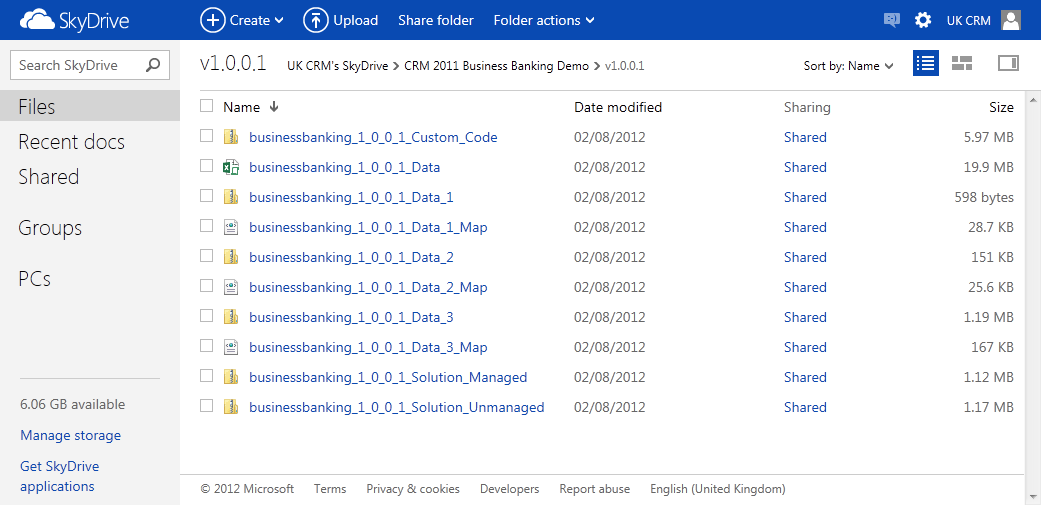 SkyDrive
Create
Upload
Share folder
Folder actions
UK CRM
Search SkyDrive
Files
Recent docs
Shared
Groups
PCs
6.06 GB available
Manage storage
Get SkyDrive
applications
v1.0.0.1
UK CRM's SkyDrive > CRM 2011 Business Banking Demo > v1.0.0.1
Sort by: Name
Name Date modified Sharing Size
businessbanking_1_0_0_1_Custom_Code 02/08/2012 Shared 5.97 MB
businessbanking_1_0_0_1_Data 02/08/2012 Shared 19.9 MB
businessbanking_1_0_0_1_Data_1 02/08/2012 Shared 598 bytes
businessbanking_1_0_0_1_Data_1_Map 02/08/2012 Shared 28.7 KB
businessbanking_1_0_0_1_Data_2 02/08/2012 Shared 151 KB
businessbanking_1_0_0_1_Data_2_Map 02/08/2012 Shared 25.6 KB
businessbanking_1_0_0_1_Data_3 02/08/2012 Shared 1.19 MB
businessbanking_1_0_0_1_Data_3_Map 02/08/2012 Shared 167 KB
businessbanking_1_0_0_1_Solution_Managed 02/08/2012 Shared 1.12 MB
businessbanking_1_0_0_1_Solution_Unmanaged 02/08/2012 Shared 1.17 MB
© 2012 Microsoft Terms Privacy & cookies Developers Report abuse English (United Kingdom)